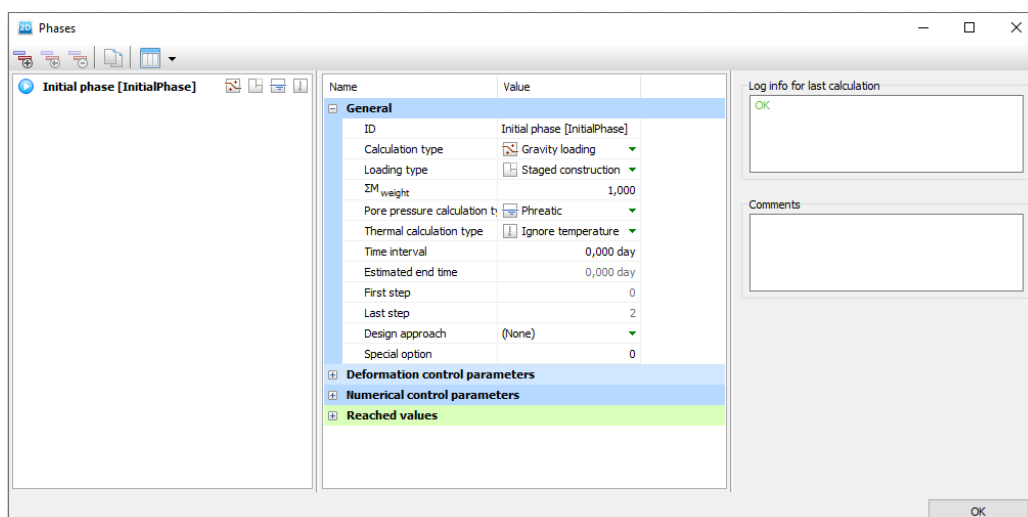 2D Phases
Initial phase [InitialPhase]
Name Value
General
ID Initial phase [InitialPhase]
Calculation type Gravity loading
Loading type Staged construction
ΣM weight 1,000
Pore pressure calculation ty Phreatic
Thermal calculation type Ignore temperature
Time interval 0,000 day
Estimated end time 0,000 day
First step 0
Last step 2
Design approach (None)
Special option 0
Deformation control parameters
Numerical control parameters
Reached values
Log info for last calculation
OK
Comments
OK